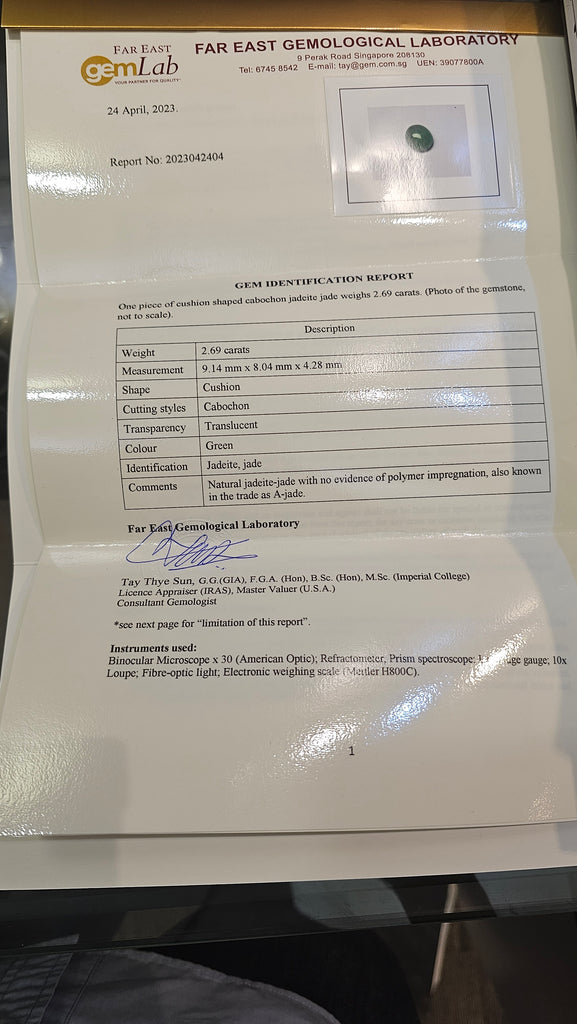 FAR EAST
gemLab
YOUR PARTNER FOR QUALITY
FAR EAST GEMOLOGICAL LABORATORY
9 Perak Road Singapore 208130
Tel: 6745 8542 E-mail: tay@gem.com.sg UEN: 39077800A
24 April, 2023.
Report No: 2023042404
GEM IDENTIFICATION REPORT
One piece of cushion shaped cabochon jadeite jade weighs 2.69 carats. (Photo of the gemstone,
not to scale).
Description
Weight 2.69 carats
Measurement 9.14 mm x 8.04 mm x 4.28 mm
Shape Cushion
Cutting styles Cabochon
Transparency Translucent
Colour Green
Identification Jadeite, jade
Comments Natural jadeite-jade with no evidence of polymer impregnation, also known
in the trade as A-jade.
Far East Gemological Laboratory
Tay Thye Sun, G.G.(GIA), F.G.A. (Hon), B.Sc. (Hon), M.Sc. (Imperial College)
Licence Appraiser (IRAS), Master Valuer (U.S.A.)
Consultant Gemologist
*see next page for "limitation of this report".
Instruments used:
Binocular Microscope x 30 (American Optic); Refractometer, Prism spectroscope; gauge; 10x
Loupe; Fibre-optic light; Electronic weighing scale (Mettler H800C).
1